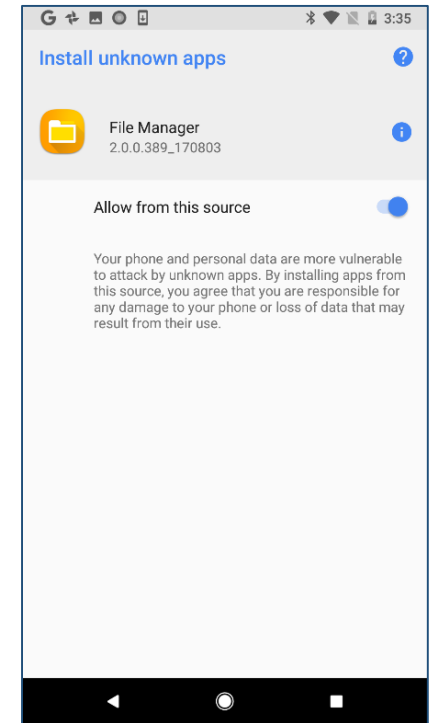 G 3:35
Install unknown apps ?
File Manager i
2.0.0.389_170803
Allow from this source
Your phone and personal data are more vulnerable
to attack by unknown apps. By installing apps from
this source, you agree that you are responsible for
any damage to your phone or loss of data that may
result from their use.